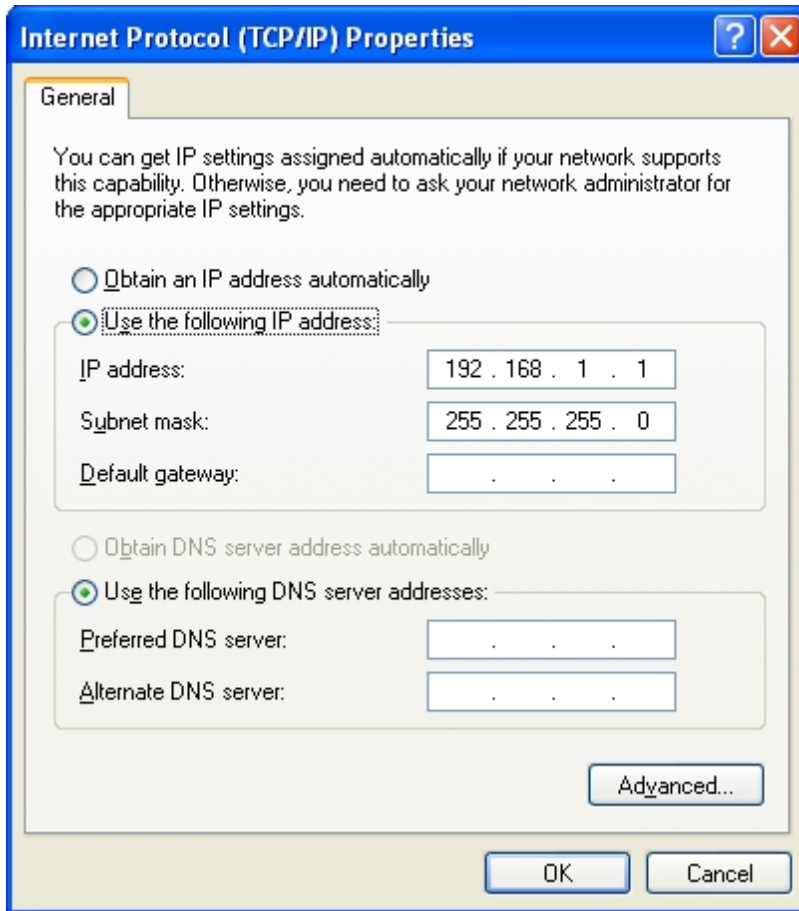 Internet Protocol (TCP/IP) Properties
General
You can get IP settings assigned automatically if your network supports
this capability. Otherwise, you need to ask your network administrator for
the appropriate IP settings.
Obtain an IP address automatically
Use the following IP address:
IP address: 192 . 168 . 1 . 1
Subnet mask: 255 . 255 . 255 . 0
Default gateway: . . .
Obtain DNS server address automatically
Use the following DNS server addresses:
Preferred DNS server: . . .
Alternate DNS server: . . .
Advanced...
OK Cancel